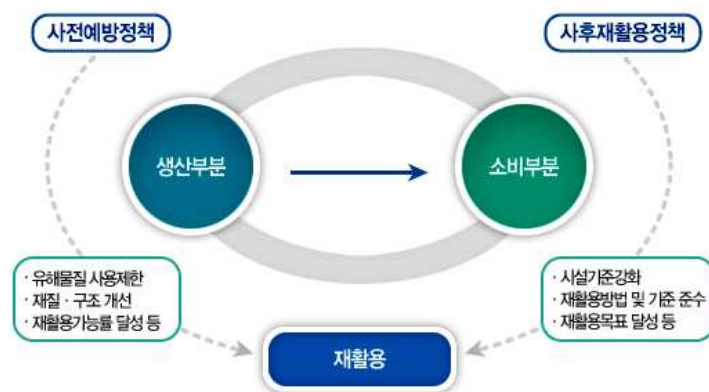 사전예방정책
사후재활용정책
생산부분
소비부분
· 유해물질 사용제한
· 재질 · 구조 개선
· 재활용가능률 달성 등
· 시설기준강화
· 재활용방법 및 기준 준수
· 재활용목표 달성 등
재활용